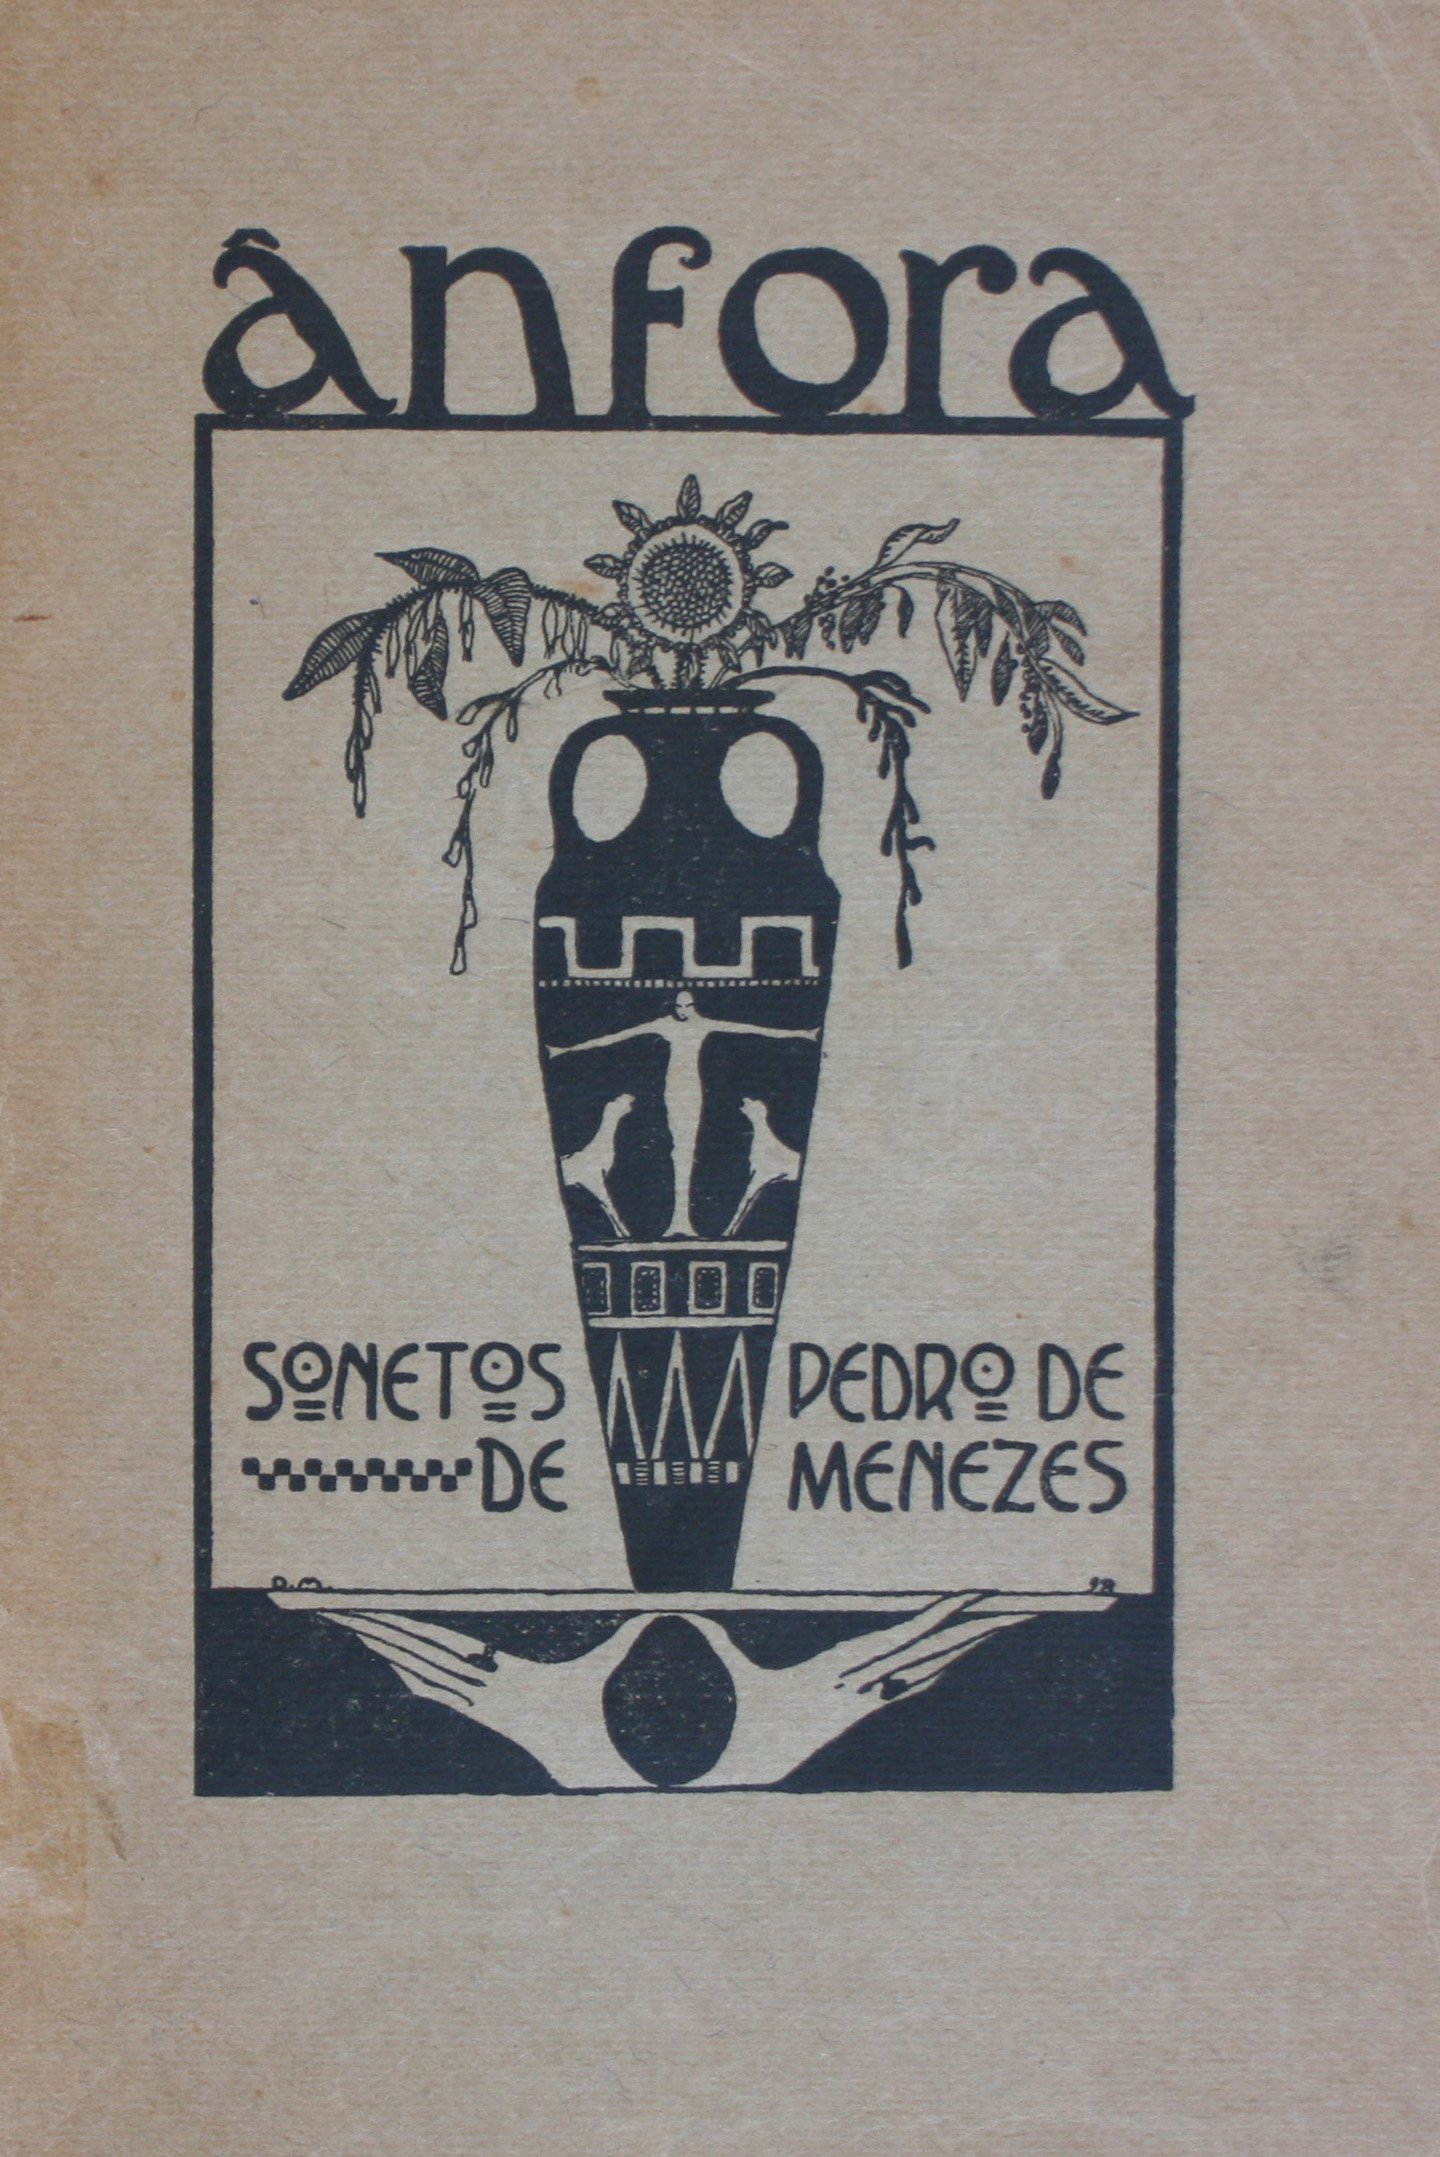 ânfora
SONETOS
DE
PEDRO DE
MENEZES